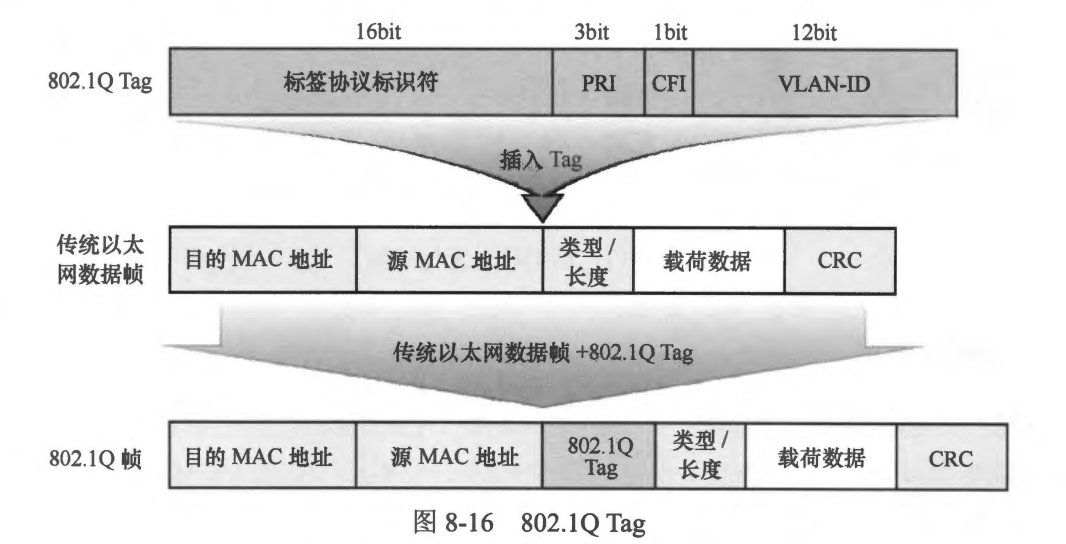 16bit 3bit 1bit 12bit
802.1Q Tag 标签协议标识符 PRI CFI VLAN-ID
插入 Tag
传统以太
网数据帧
目的 MAC 地址 源 MAC 地址 类型 /
长度
载荷数据 CRC
传统以太网数据帧 +802.1Q Tag
802.1Q 帧 目的 MAC 地址 源 MAC 地址 802.1Q
Tag
类型 /
长度
载荷数据 CRC
图 8-16 802.1Q Tag